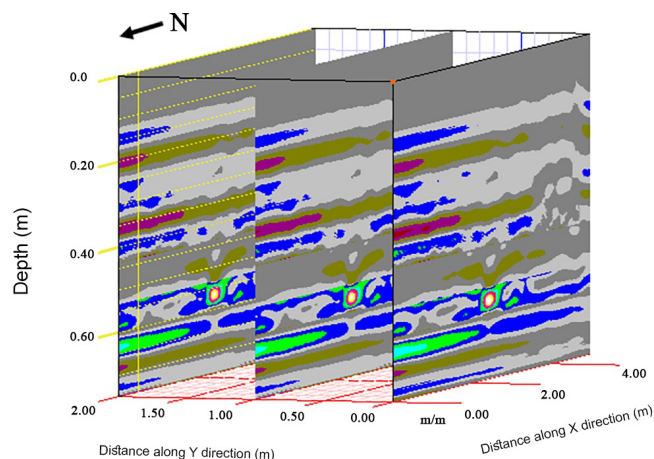 N
0.0
0.20
0.40
0.60
Depth (m)
2.00
1.50
1.00
0.50
0.00
m/m
0.00
2.00
4.00
Distance along Y direction (m)
Distance along X direction (m)